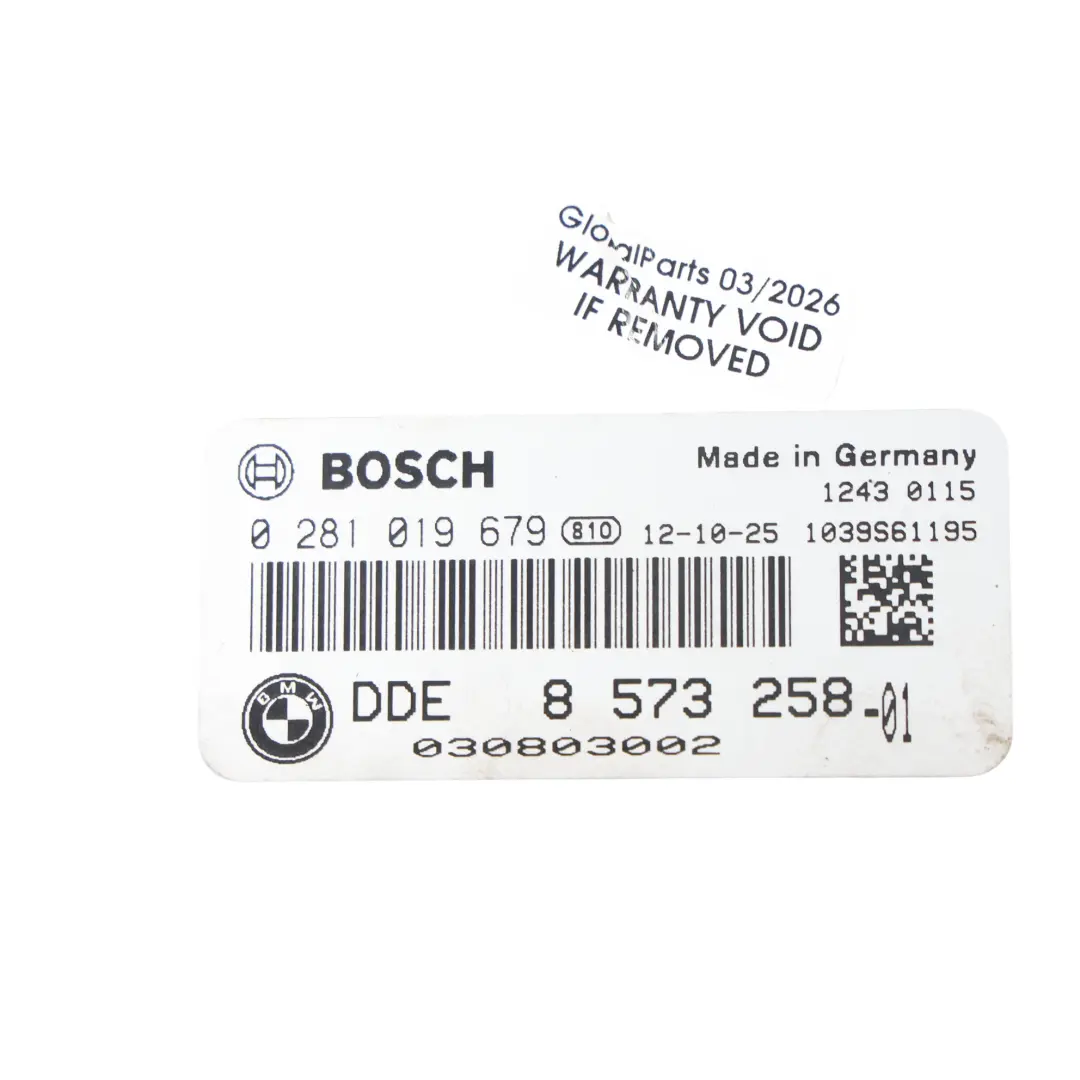 GlobalParts 03/2026
WARRANTY VOID
IF REMOVED
BOSCH
Made in Germany
1243 0115
0 281 019 679 810 12-10-25 1039S61195
BMW
DDE 8 573 258-01
030803002